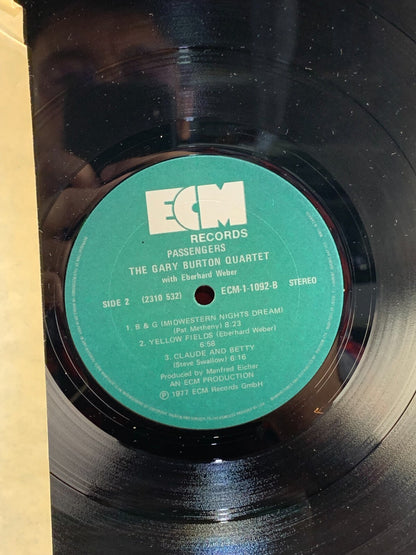 ECM
RECORDS
PASSENGERS
THE GARY BURTON QUARTET
with Eberhard Weber
SIDE 2 (2310 532) ECM-1-1092-B STEREO
1. B & G (MIDWESTERN NIGHTS DREAM)
(Pat Metheny) 8:23
2. YELLOW FIELDS (Eberhard Weber)
6:58
3. CLAUDE AND BETTY
(Steve Swallow) 6:16
Produced by Manfred Eicher
AN ECM PRODUCTION
℗ 1977 ECM Records GmbH